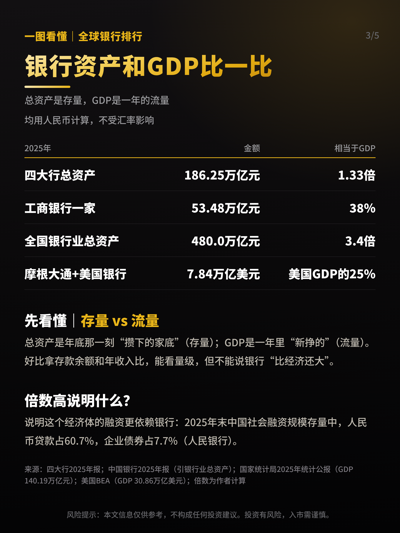 一图看懂｜全球银行排行 3/5
银行资产和GDP比一比
总资产是存量，GDP是一年的流量
均用人民币计算，不受汇率影响
2025年 金额 相当于GDP
四大行总资产 186.25万亿元 1.33倍
工商银行一家 53.48万亿元 38%
全国银行业总资产 480.0万亿元 3.4倍
摩根大通+美国银行 7.84万亿美元 美国GDP的25%
先看懂｜存量 vs 流量
总资产是年底那一刻“攒下的家底”（存量）；GDP是一年里“新挣的”（流量）。
好比拿存款余额和年收入比，能看量级，但不能说银行“比经济还大”。
倍数高说明什么？
说明这个经济体的融资更依赖银行：2025年末中国社会融资规模存量中，人民
币贷款占60.7%，企业债券占7.7%（人民银行）。
来源：四大行2025年报；中国银行2025年报（引银行业总资产）；国家统计局2025年统计公报（GDP
140.19万亿元）；美国BEA（GDP 30.86万亿美元）；倍数为作者计算
风险提示：本文信息仅供参考，不构成任何投资建议。投资有风险，入市需谨慎。